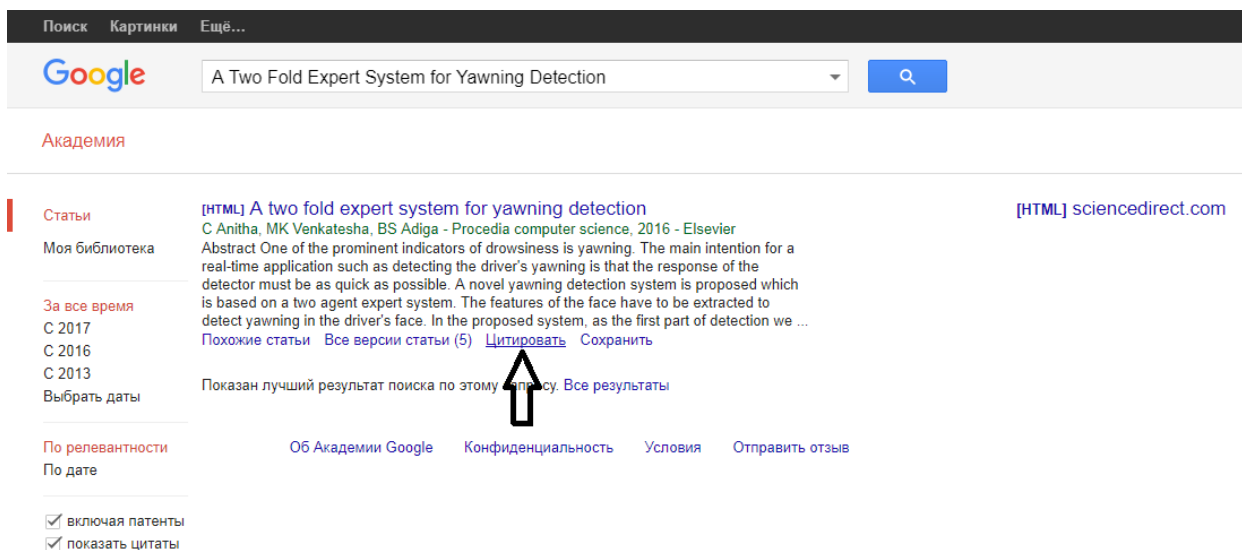 Поиск Картинки Ещё...
Google
A Two Fold Expert System for Yawning Detection
Академия
Статьи
Моя библиотека
За все время
С 2017
С 2016
С 2013
Выбрать даты
По релевантности
По дате
включая патенты
показать цитаты
[HTML] A two fold expert system for yawning detection
C Anitha, MK Venkatesha, BS Adiga - Procedia computer science, 2016 - Elsevier
Abstract One of the prominent indicators of drowsiness is yawning. The main intention for a
real-time application such as detecting the driver's yawning is that the response of the
detector must be as quick as possible. A novel yawning detection system is proposed which
is based on a two agent expert system. The features of the face have to be extracted to
detect yawning in the driver's face. In the proposed system, as the first part of detection we ...
Похожие статьи Все версии статьи (5) Цитировать Сохранить
Показан лучший результат поиска по этому запросу. Все результаты
[HTML] sciencedirect.com
Об Академии Google Конфиденциальность Условия Отправить отзыв